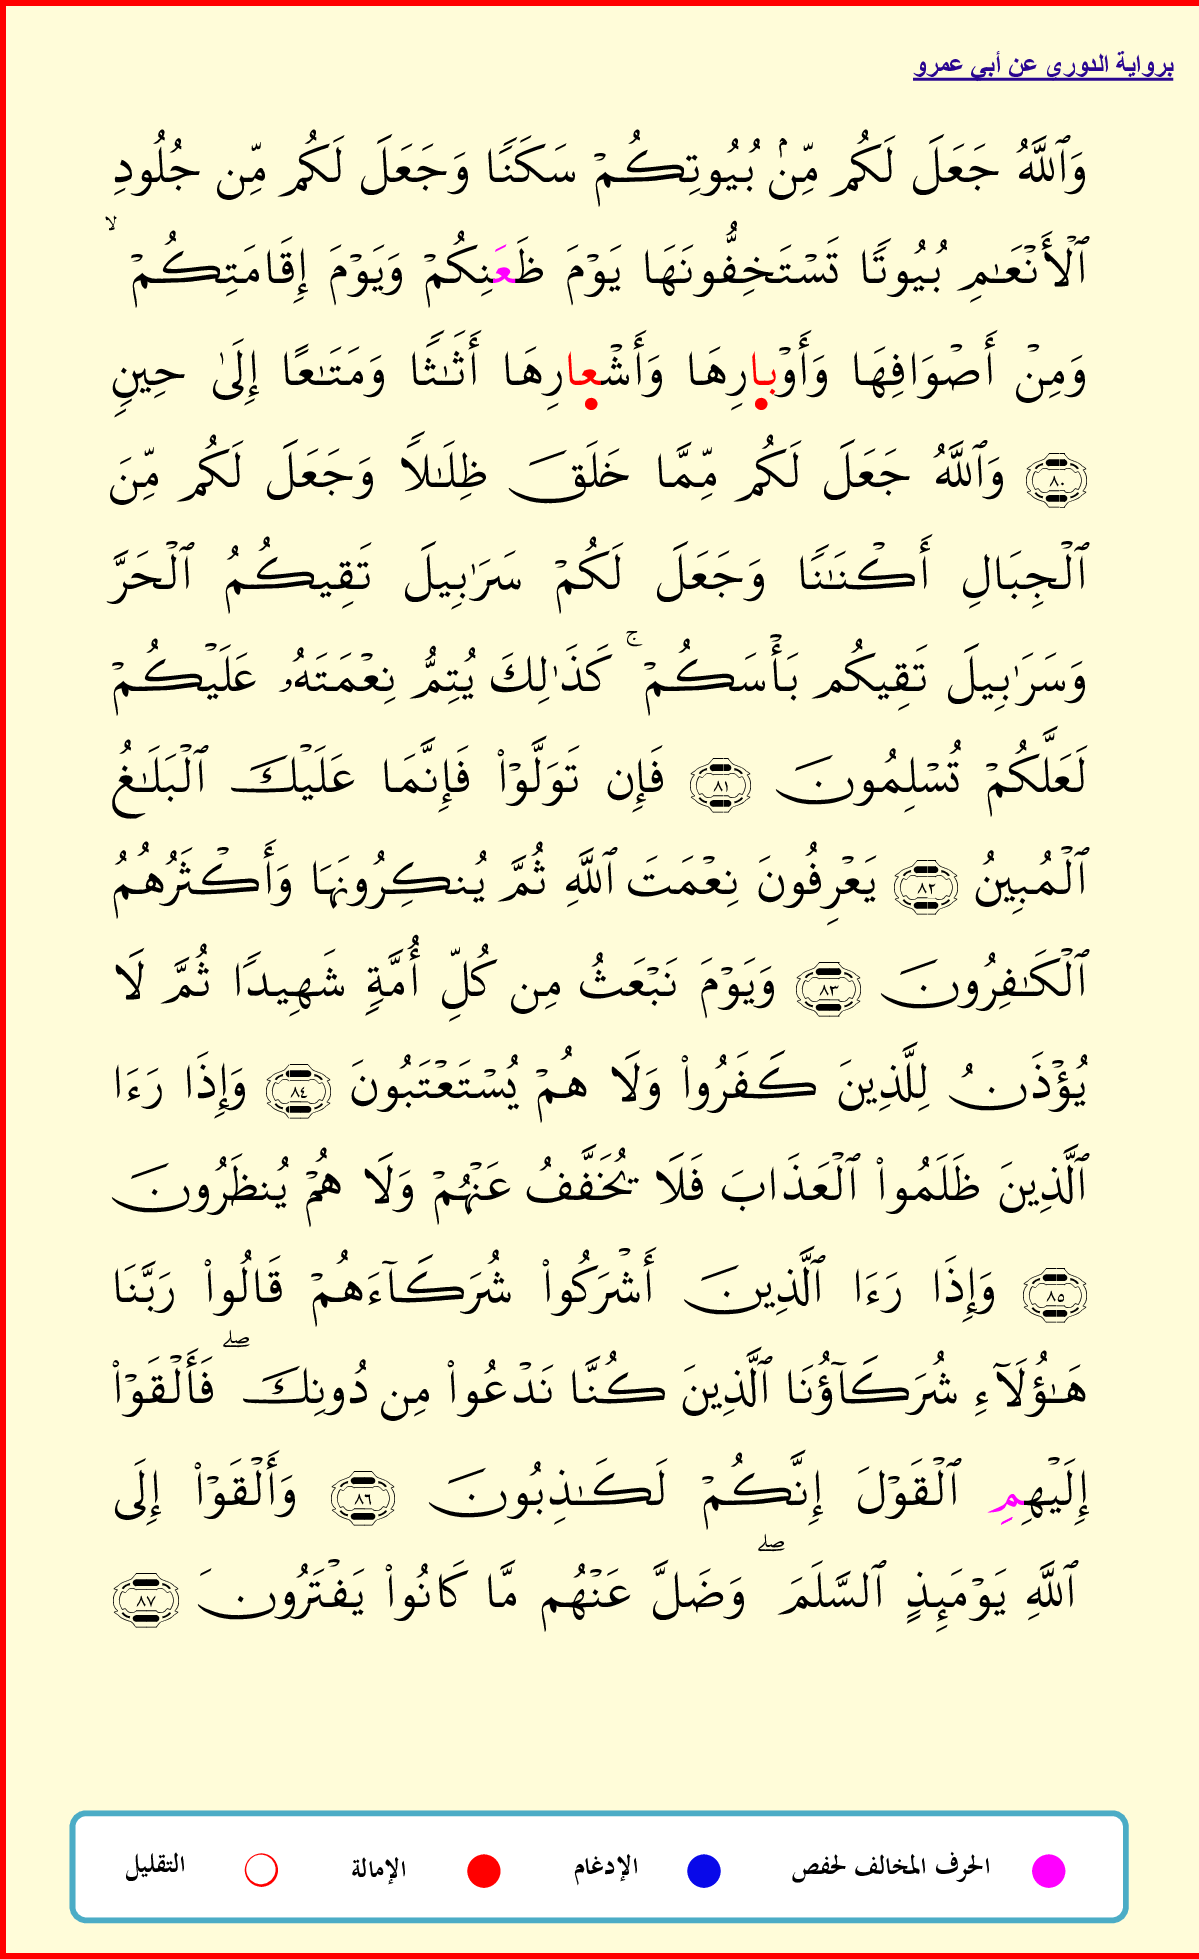 برواية الدورى عن أبي عمرو
وَٱللَّهُ جَعَلَ لَكُم مِّنۢ بُيُوتِكُمْ سَكَنًا وَجَعَلَ لَكُم مِّن جُلُودِ
ٱلْأَنْعَـٰمِ بُيُوتًا تَسْتَخِفُّونَهَا يَوْمَ ظَعَنِكُمْ وَيَوْمَ إِقَامَتِكُمْ ۙ
وَمِنْ أَصْوَافِهَا وَأَوْبارِهَا وَأَشْعارِهَا أَثَـٰثًا وَمَتَـٰعًا إِلَىٰ حِينٍ
٨٠ وَٱللَّهُ جَعَلَ لَكُم مِّمَّا خَلَقَ ظِلَـٰلًا وَجَعَلَ لَكُم مِّنَ
ٱلْجِبَالِ أَكْنَـٰنًا وَجَعَلَ لَكُمْ سَرَٰبِيلَ تَقِيكُمُ ٱلْحَرَّ
وَسَرَٰبِيلَ تَقِيكُم بَأْسَكُمْ ۚ كَذَٰلِكَ يُتِمُّ نِعْمَتَهُۥ عَلَيْكُمْ
لَعَلَّكُمْ تُسْلِمُونَ ٨١ فَإِن تَوَلَّوْا۟ فَإِنَّمَا عَلَيْكَ ٱلْبَلَـٰغُ
ٱلْمُبِينُ ٨٢ يَعْرِفُونَ نِعْمَتَ ٱللَّهِ ثُمَّ يُنكِرُونَهَا وَأَكْثَرُهُمُ
ٱلْكَـٰفِرُونَ ٨٣ وَيَوْمَ نَبْعَثُ مِن كُلِّ أُمَّةٍ شَهِيدًا ثُمَّ لَا
يُؤْذَنُ لِلَّذِينَ كَفَرُوا۟ وَلَا هُمْ يُسْتَعْتَبُونَ ٨٤ وَإِذَا رَءَا
ٱلَّذِينَ ظَلَمُوا۟ ٱلْعَذَابَ فَلَا يُخَفَّفُ عَنْهُمْ وَلَا هُمْ يُنظَرُونَ
٨٥ وَإِذَا رَءَا ٱلَّذِينَ أَشْرَكُوا۟ شُرَكَآءَهُمْ قَالُوا۟ رَبَّنَا
هَـٰؤُلَآءِ شُرَكَآؤُنَا ٱلَّذِينَ كُنَّا نَدْعُوا۟ مِن دُونِكَ ۖ فَأَلْقَوْا۟
إِلَيْهِمِ ٱلْقَوْلَ إِنَّكُمْ لَكَـٰذِبُونَ ٨٦ وَأَلْقَوْا۟ إِلَى
ٱللَّهِ يَوْمَئِذٍ ٱلسَّلَمَ ۖ وَضَلَّ عَنْهُم مَّا كَانُوا۟ يَفْتَرُونَ ٨٧
الحرف المخالف لحفص الإدغام الإمالة التقليل